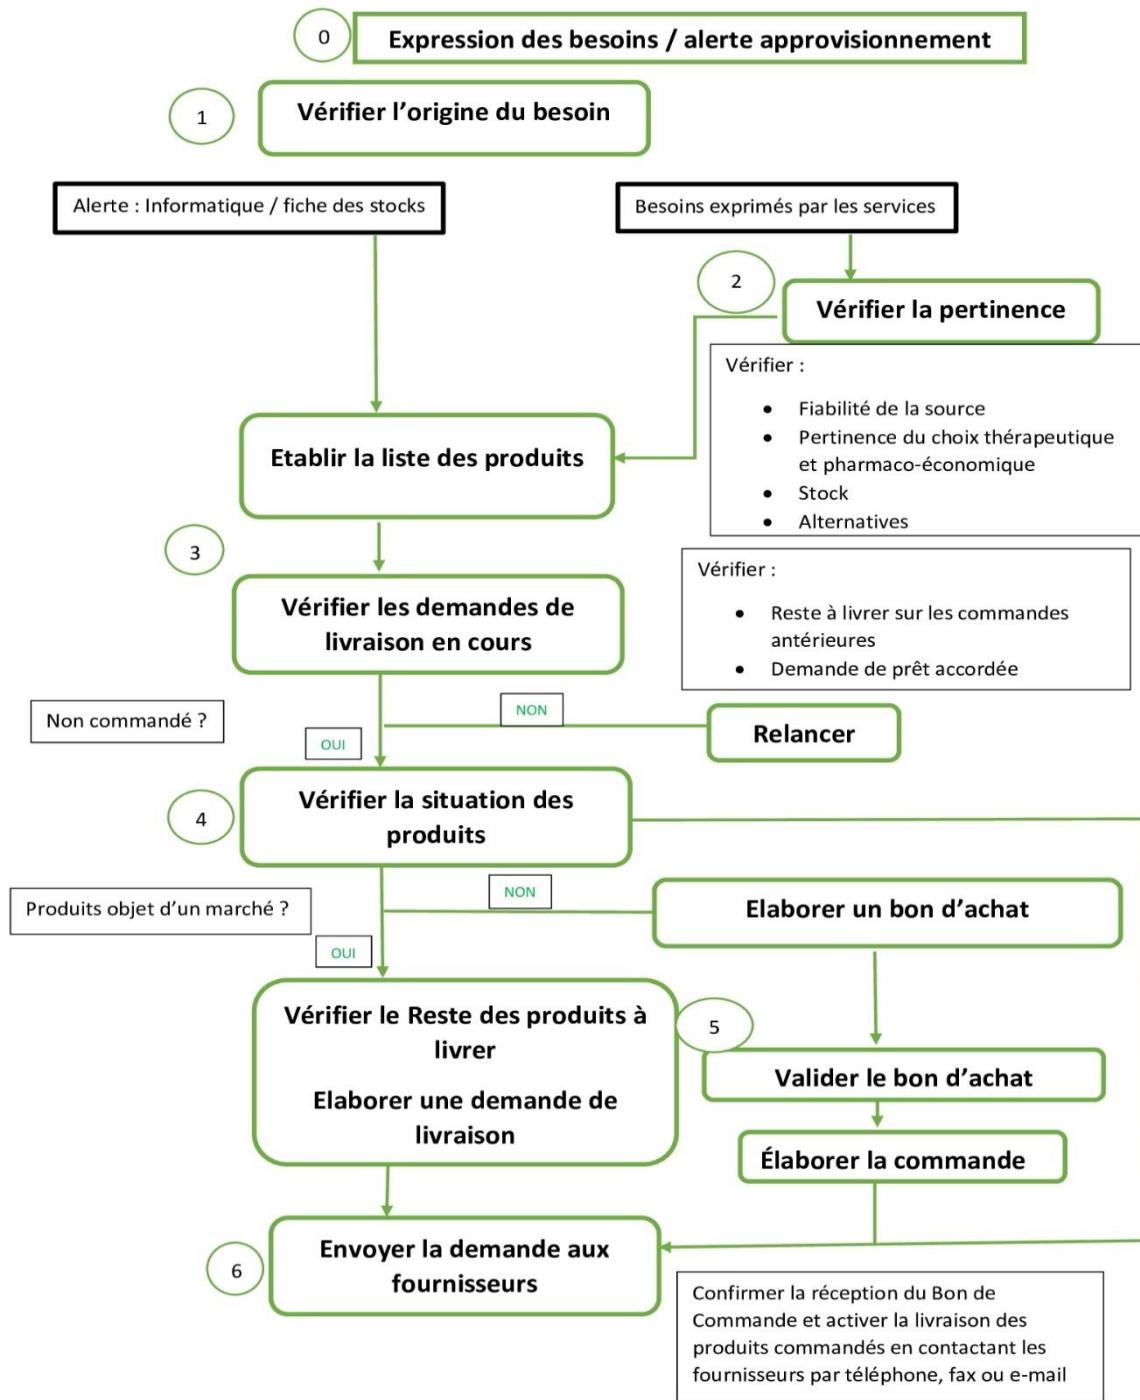 0
Expression des besoins / alerte approvisionnement
1
Vérifier l'origine du besoin
Alerte : Informatique / fiche des stocks
Besoins exprimés par les services
2
Vérifier la pertinence
Vérifier :
• Fiabilité de la source
• Pertinence du choix thérapeutique
et pharmaco-économique
• Stock
• Alternatives
Etablir la liste des produits
3
Vérifier les demandes de
livraison en cours
Vérifier :
• Reste à livrer sur les commandes
antérieures
• Demande de prêt accordée
Non commandé ?
NON
OUI
Relancer
4
Vérifier la situation des
produits
Produits objet d'un marché ?
NON
OUI
Elaborer un bon d'achat
Vérifier le Reste des produits à
livrer
Elaborer une demande de
livraison
5
Valider le bon d'achat
Élaborer la commande
6
Envoyer la demande aux
fournisseurs
Confirmer la réception du Bon de
Commande et activer la livraison des
produits commandés en contactant les
fournisseurs par téléphone, fax ou e-mail